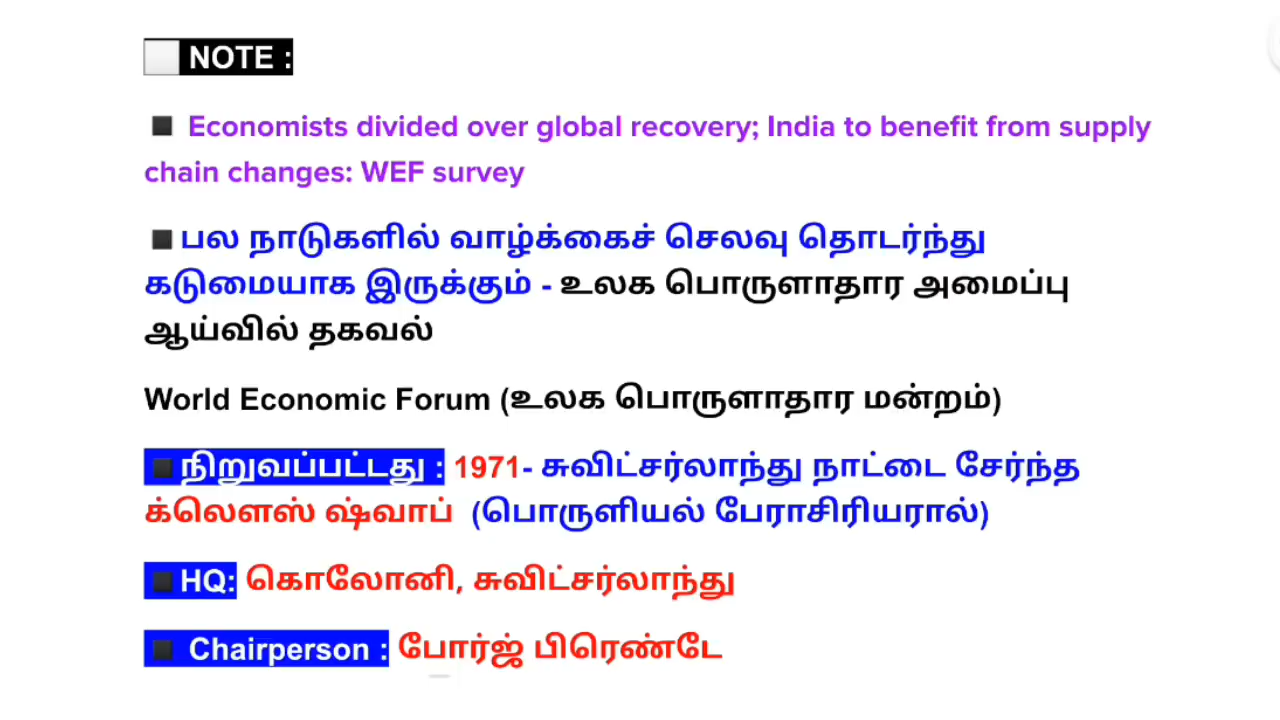 NOTE :
◾ Economists divided over global recovery; India to benefit from supply
chain changes: WEF survey
◾பல நாடுகளில் வாழ்க்கைச் செலவு தொடர்ந்து
கடுமையாக இருக்கும் - உலக பொருளாதார அமைப்பு
ஆய்வில் தகவல்
World Economic Forum (உலக பொருளாதார மன்றம்)
◾நிறுவப்பட்டது : 1971- சுவிட்சர்லாந்து நாட்டை சேர்ந்த
க்லௌஸ் ஷ்வாப் (பொருளியல் பேராசிரியரால்)
◾HQ: கொலோனி, சுவிட்சர்லாந்து
◾ Chairperson : போர்ஜ் பிரெண்டே